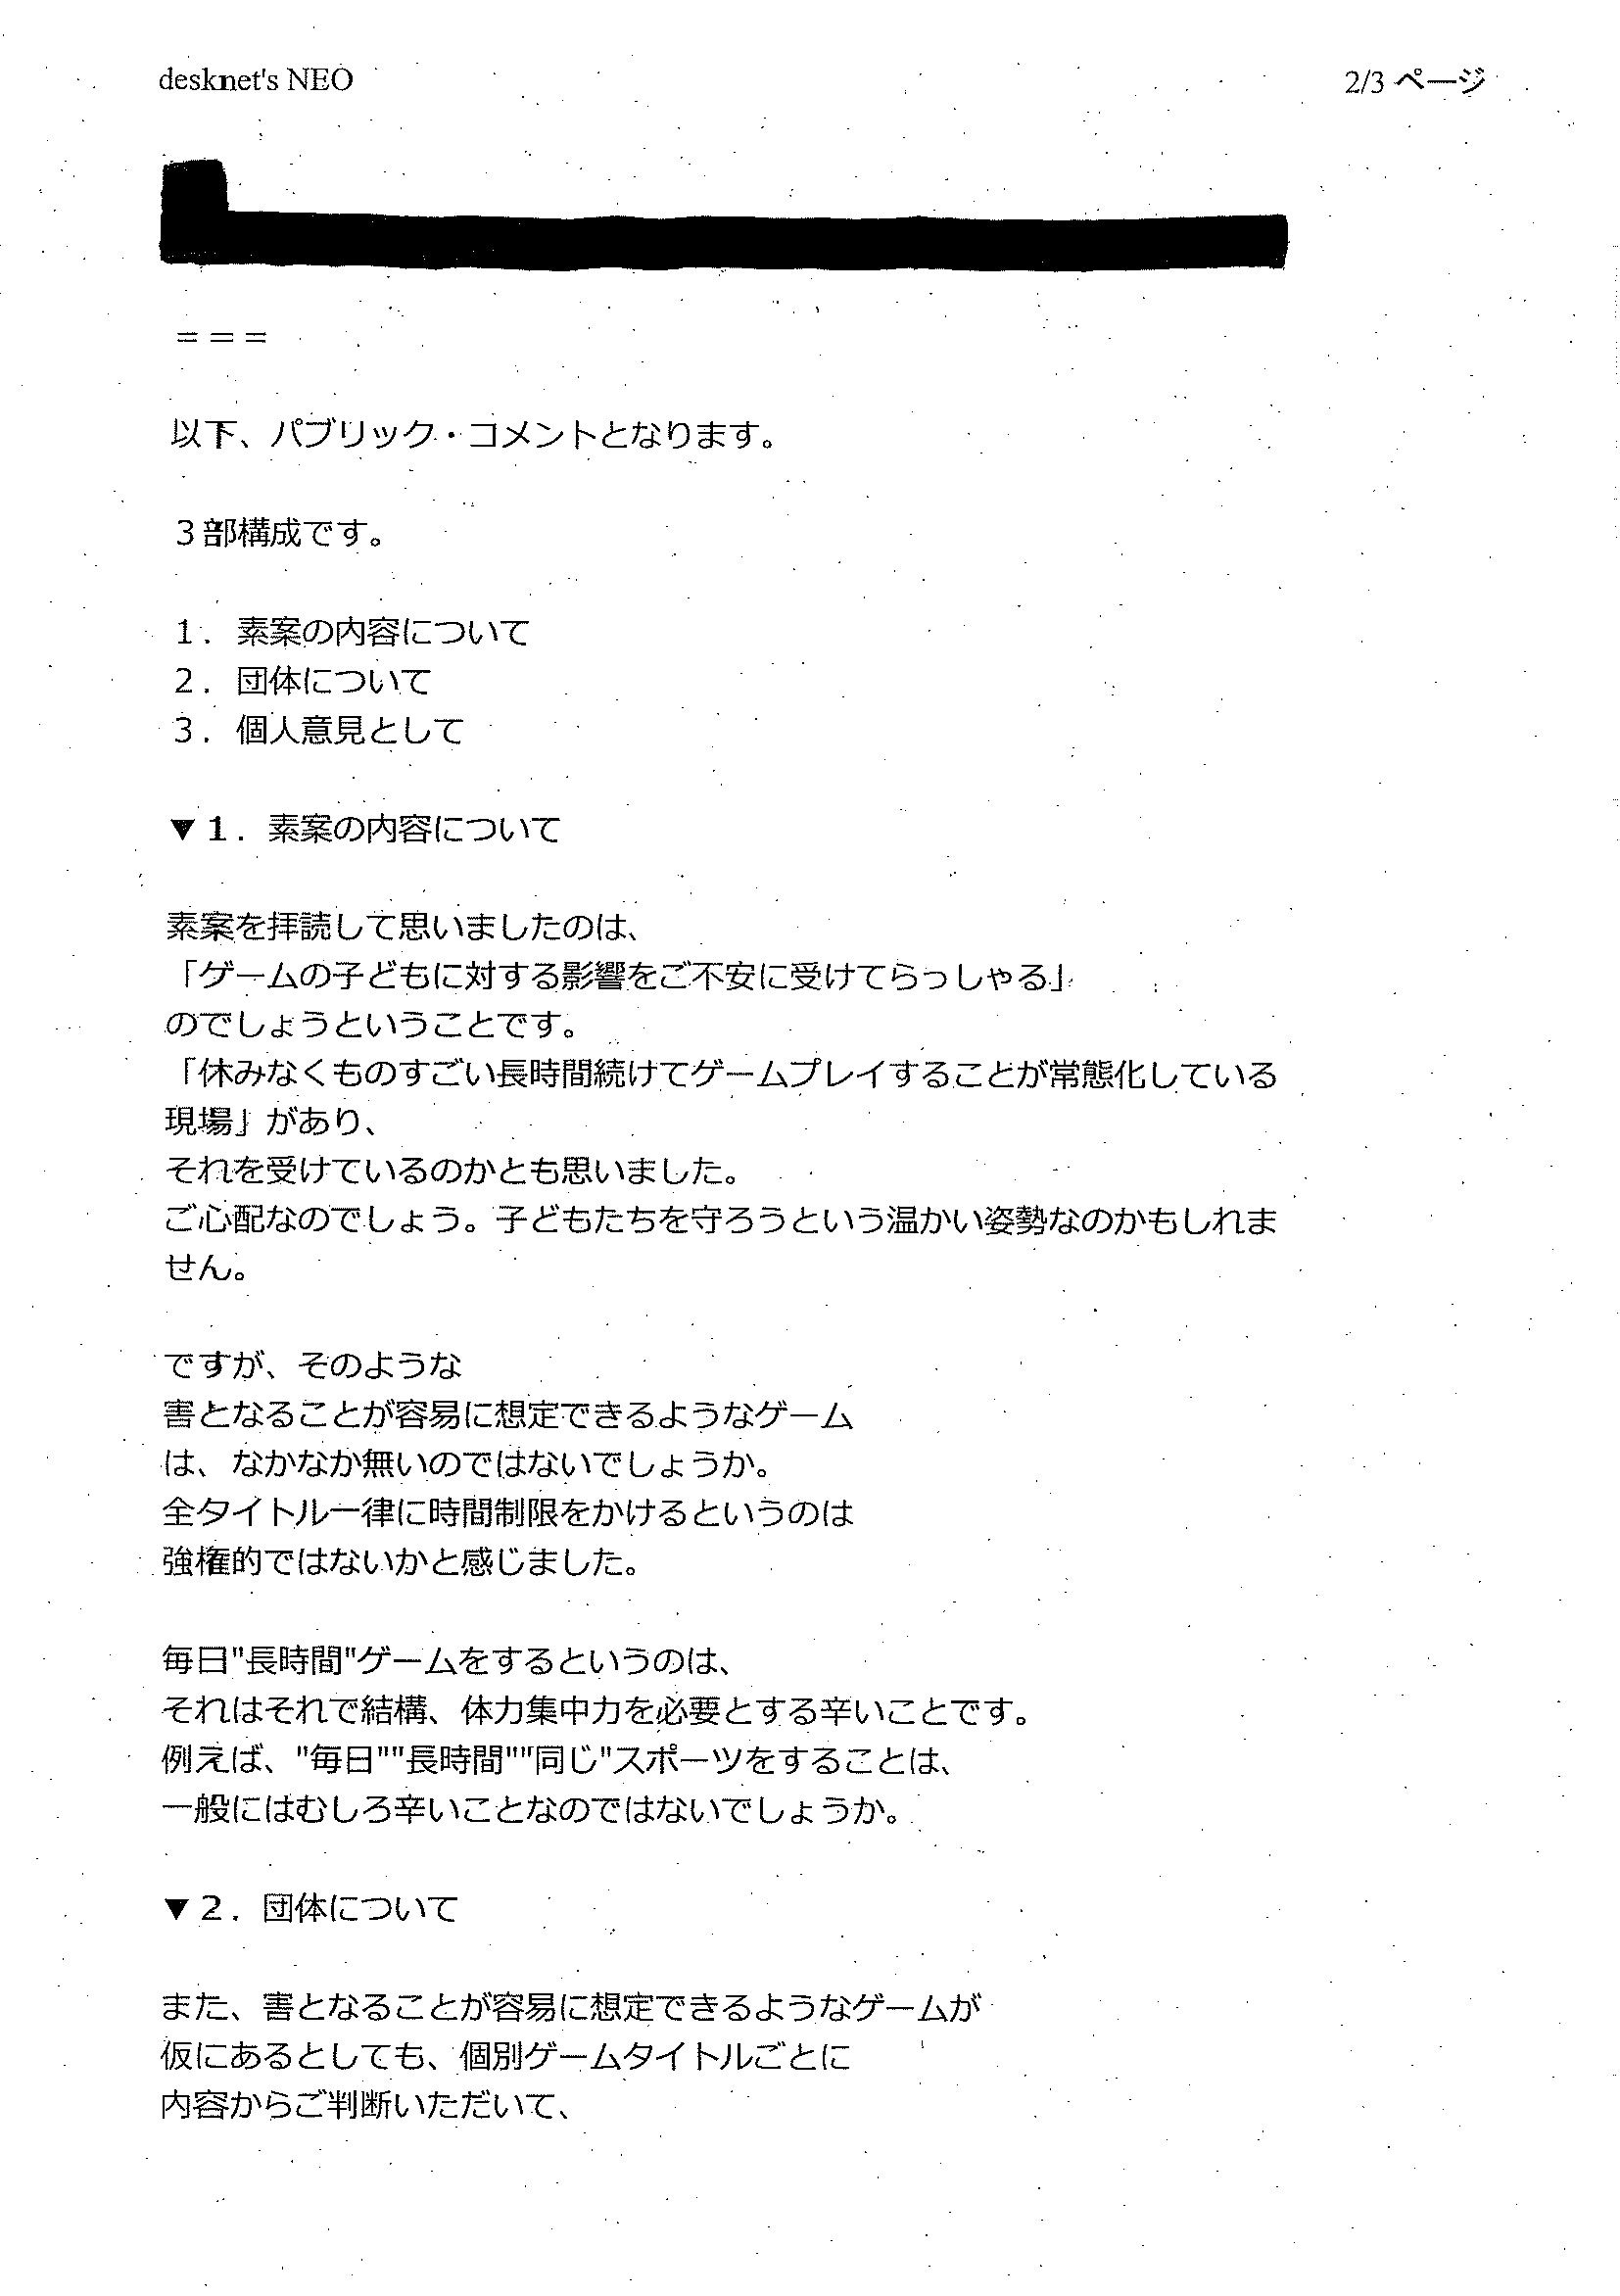 desknet's NEO
2/3 ページ
＝＝＝
以下、パブリック・コメントとなります。
３部構成です。
１．素案の内容について
２．団体について
３．個人意見として
▼１．素案の内容について
素案を拝読して思いましたのは、
「ゲームの子どもに対する影響をご不安に受けてらっしゃる」
のでしょうということです。
「休みなくものすごい長時間続けてゲームプレイすることが常態化している
現場」があり、
それを受けているのかとも思いました。
ご心配なのでしょう。子どもたちを守ろうという温かい姿勢なのかもしれま
せん。
ですが、そのような
害となることが容易に想定できるようなゲーム
は、なかなか無いのではないでしょうか。
全タイトル一律に時間制限をかけるというのは
強権的ではないかと感じました。
毎日"長時間"ゲームをするというのは、
それはそれで結構、体力集中力を必要とする辛いことです。
例えば、"毎日""長時間""同じ"スポーツをすることは、
一般にはむしろ辛いことなのではないでしょうか。
▼２．団体について
また、害となることが容易に想定できるようなゲームが
仮にあるとしても、個別ゲームタイトルごとに
内容からご判断いただいて、